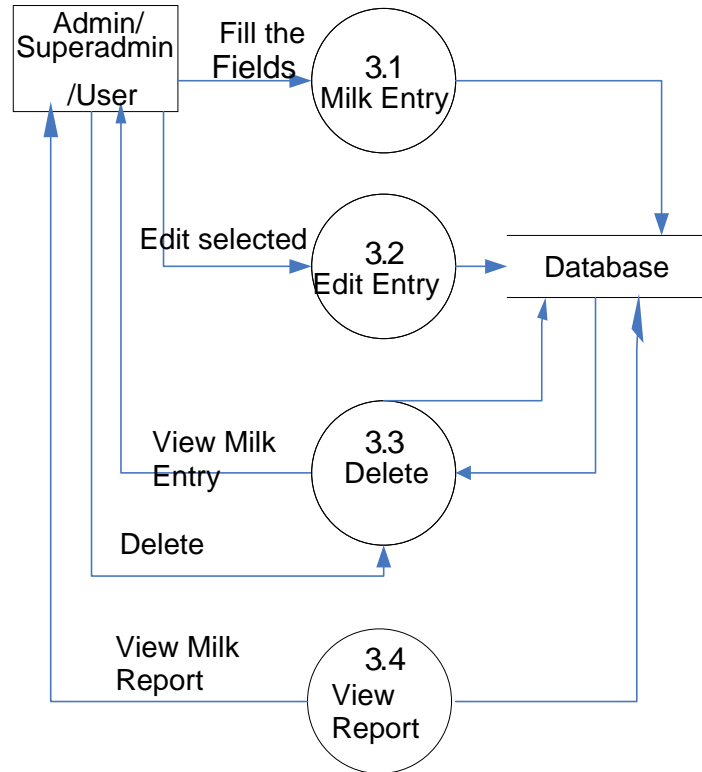 Admin/
Superadmin
/User
Fill the
Fields
3.1
Milk Entry
Edit selected
3.2
Edit Entry
Database
View Milk
Entry
3.3
Delete
Delete
View Milk
Report
3.4
View
Report